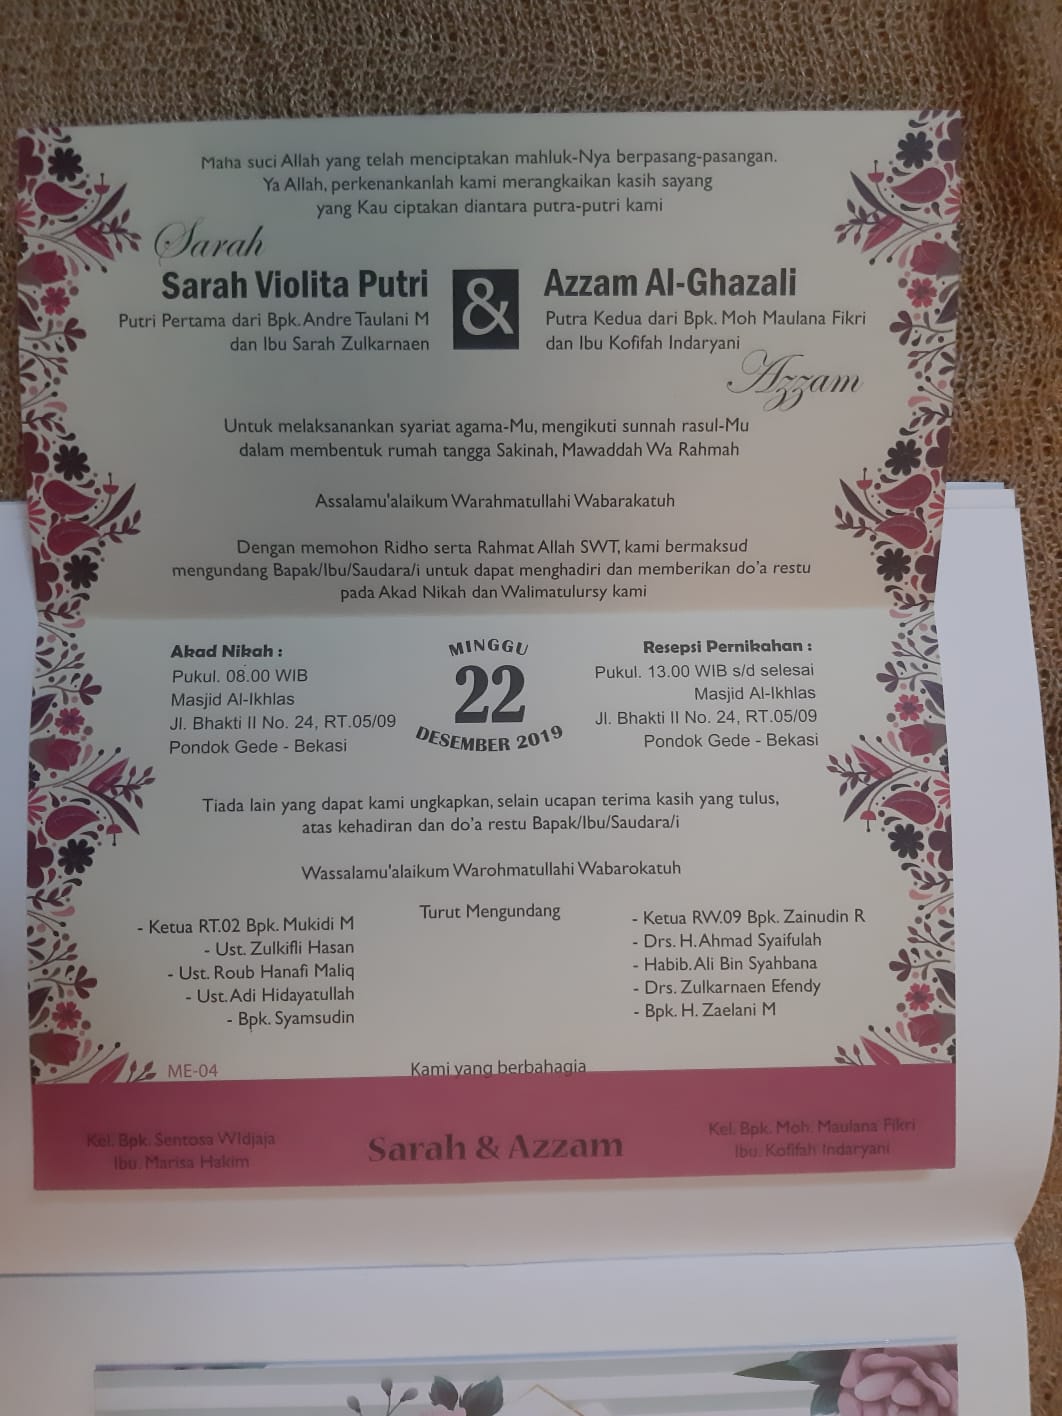 Maha suci Allah yang telah menciptakan mahluk-Nya berpasang-pasangan.
Ya Allah, perkenankanlah kami merangkaikan kasih sayang
yang Kau ciptakan diantara putra-putri kami
Sarah
Sarah Violita Putri
Putri Pertama dari Bpk. Andre Taulani M
dan Ibu Sarah Zulkarnaen
&
Azzam Al-Ghazali
Putra Kedua dari Bpk. Moh Maulana Fikri
dan Ibu Kofifah Indaryani
Azzam
Untuk melaksanankan syariat agama-Mu, mengikuti sunnah rasul-Mu
dalam membentuk rumah tangga Sakinah, Mawaddah Wa Rahmah
Assalamu'alaikum Warahmatullahi Wabarakatuh
Dengan memohon Ridho serta Rahmat Allah SWT, kami bermaksud
mengundang Bapak/Ibu/Saudara/i untuk dapat menghadiri dan memberikan do'a restu
pada Akad Nikah dan Walimatulursy kami
Akad Nikah :
Pukul. 08.00 WIB
Masjid Al-Ikhlas
Jl. Bhakti II No. 24, RT.05/09
Pondok Gede - Bekasi
MINGGU
22
DESEMBER 2019
Resepsi Pernikahan :
Pukul. 13.00 WIB s/d selesai
Masjid Al-Ikhlas
Jl. Bhakti II No. 24, RT.05/09
Pondok Gede - Bekasi
Tiada lain yang dapat kami ungkapkan, selain ucapan terima kasih yang tulus,
atas kehadiran dan do'a restu Bapak/Ibu/Saudara/i
Wassalamu'alaikum Warohmatullahi Wabarokatuh
Turut Mengundang
- Ketua RT.02 Bpk. Mukidi M
- Ust. Zulkifli Hasan
- Ust. Roub Hanafi Maliq
- Ust. Adi Hidayatullah
- Bpk. Syamsudin
- Ketua RW.09 Bpk. Zainudin R
- Drs. H. Ahmad Syaifulah
- Habib. Ali Bin Syahbana
- Drs. Zulkarnaen Efendy
- Bpk. H. Zaelani M
ME-04
Kami yang berbahagia
Kel. Bpk. Sentosa WIdjaja
Ibu. Marisa Hakim
Sarah & Azzam
Kel. Bpk. Moh. Maulana Fikri
Ibu. Kofifah Indaryani